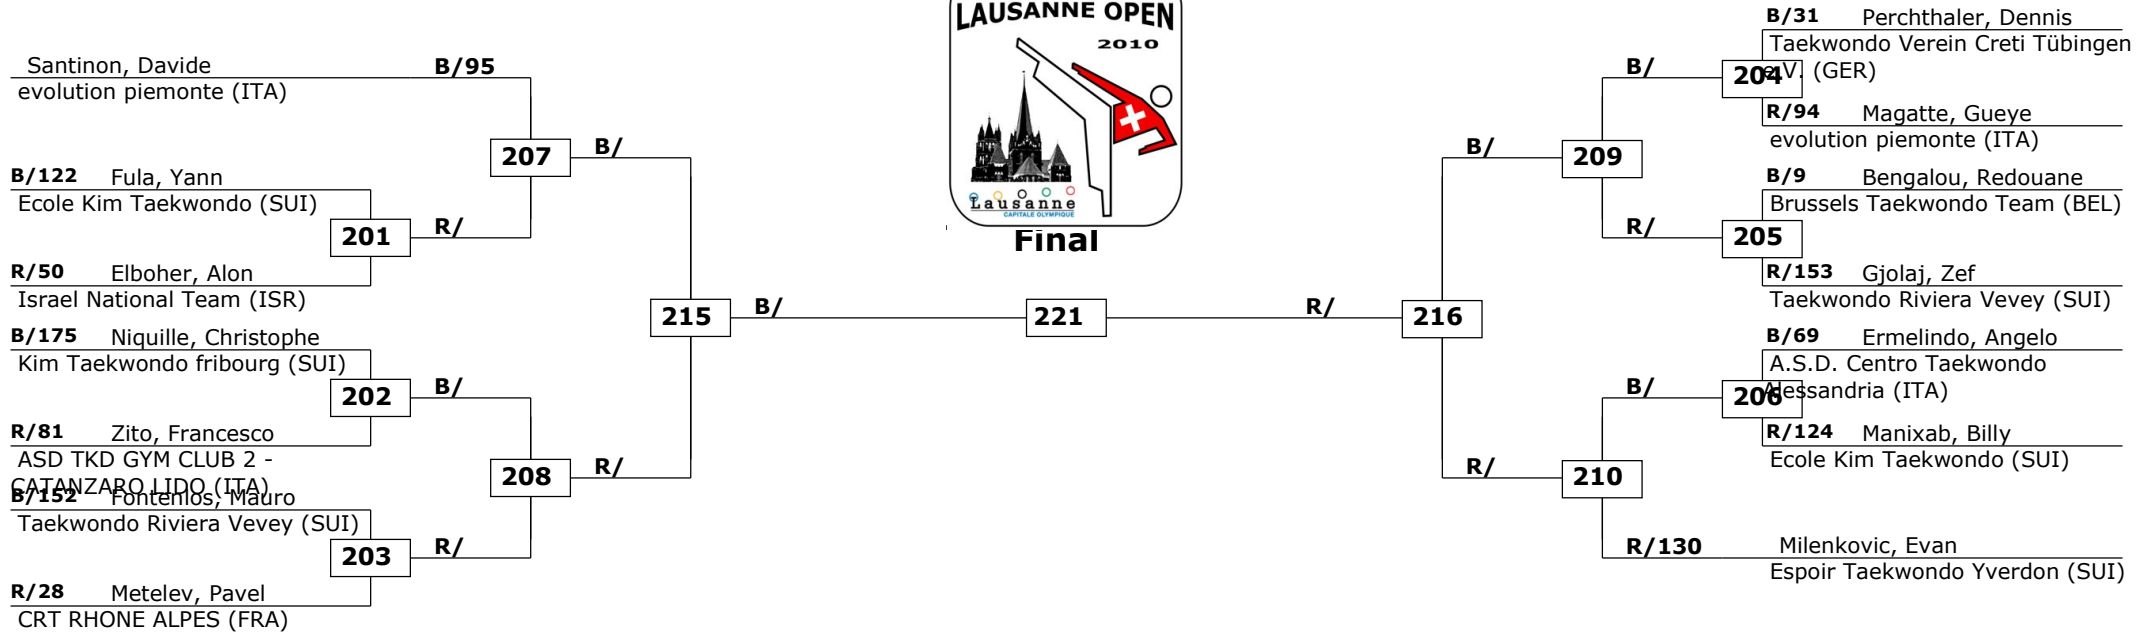 LAUSANNE OPEN
2010
Lausanne
CAPITALE OLYMPIQUE
Final
Santinon, Davide
B/95
evolution piemonte (ITA)
207
B/
B/122 Fula, Yann
Ecole Kim Taekwondo (SUI)
201
R/
R/50 Elboher, Alon
Israel National Team (ISR)
215
B/
B/175 Niquille, Christophe
Kim Taekwondo fribourg (SUI)
202
B/
R/81 Zito, Francesco
ASD TKD GYM CLUB 2 -
CATANZARO LIDO (ITA)
208
R/
B/152 Fontenlos, Mauro
Taekwondo Riviera Vevey (SUI)
203
R/
R/28 Metelev, Pavel
CRT RHONE ALPES (FRA)
221
R/
216
B/31 Perchthaler, Dennis
Taekwondo Verein Creti Tübingen
e.V. (GER)
B/
204
R/94 Magatte, Gueye
evolution piemonte (ITA)
B/
209
B/9 Bengalou, Redouane
Brussels Taekwondo Team (BEL)
R/
205
R/153 Gjolaj, Zef
Taekwondo Riviera Vevey (SUI)
B/69 Ermelindo, Angelo
A.S.D. Centro Taekwondo
Alessandria (ITA)
B/
206
R/124 Manixab, Billy
Ecole Kim Taekwondo (SUI)
R/
210
R/130 Milenkovic, Evan
Espoir Taekwondo Yverdon (SUI)